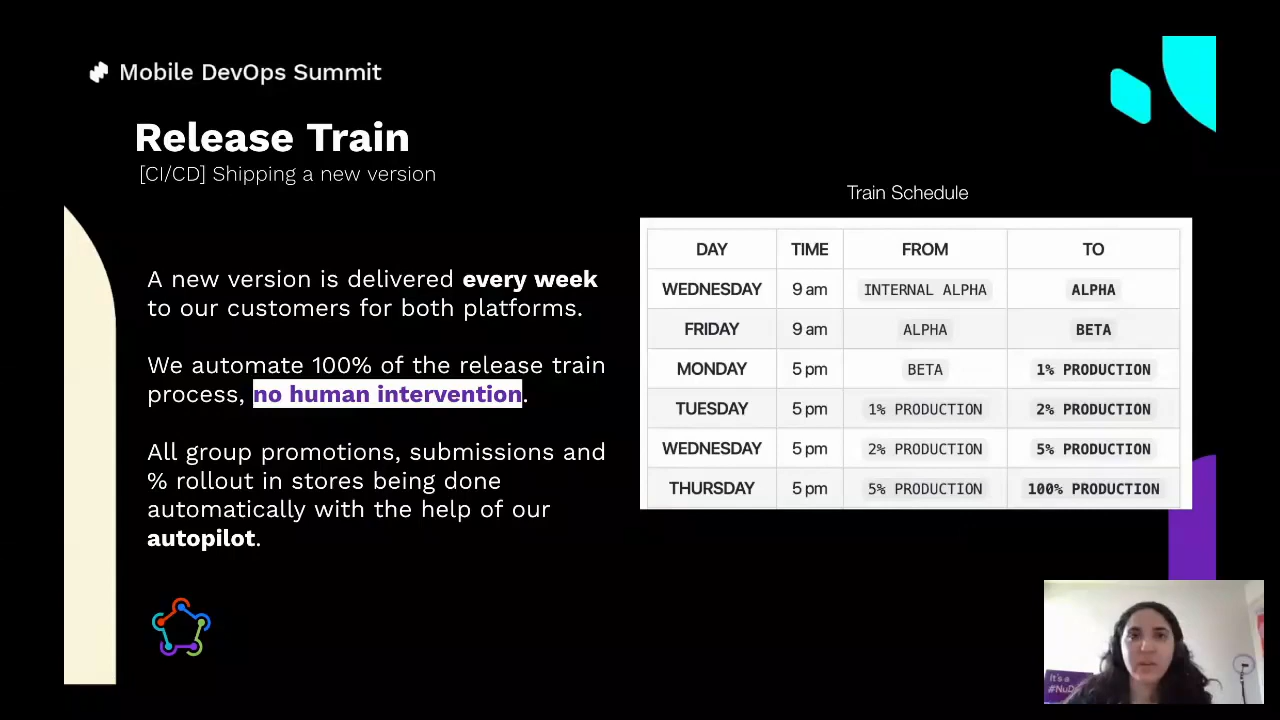 Mobile DevOps Summit
Release Train
[CI/CD] Shipping a new version
A new version is delivered every week
to our customers for both platforms.
We automate 100% of the release train
process, no human intervention.
All group promotions, submissions and
% rollout in stores being done
automatically with the help of our
autopilot.
Train Schedule
DAY TIME FROM TO
WEDNESDAY 9 am INTERNAL ALPHA ALPHA
FRIDAY 9 am ALPHA BETA
MONDAY 5 pm BETA 1% PRODUCTION
TUESDAY 5 pm 1% PRODUCTION 2% PRODUCTION
WEDNESDAY 5 pm 2% PRODUCTION 5% PRODUCTION
THURSDAY 5 pm 5% PRODUCTION 100% PRODUCTION
It's a